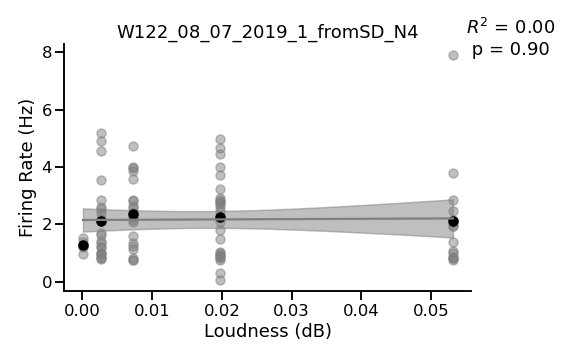 W122_08_07_2019_1_fromSD_N4
R² = 0.00
p = 0.90
8
6
4
2
0
Firing Rate (Hz)
0.00 0.01 0.02 0.03 0.04 0.05
Loudness (dB)